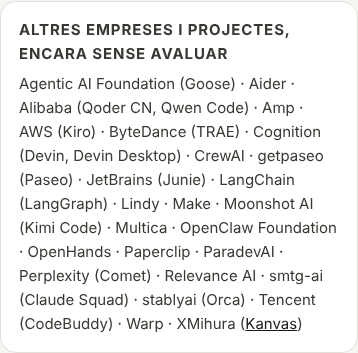 ALTRES EMPRESES I PROJECTES,
ENCARA SENSE AVALUAR
Agentic AI Foundation (Goose) · Aider ·
Alibaba (Qoder CN, Qwen Code) · Amp ·
AWS (Kiro) · ByteDance (TRAE) · Cognition
(Devin, Devin Desktop) · CrewAI · getpaseo
(Paseo) · JetBrains (Junie) · LangChain
(LangGraph) · Lindy · Make · Moonshot AI
(Kimi Code) · Multica · OpenClaw Foundation
· OpenHands · Paperclip · ParadevAI ·
Perplexity (Comet) · Relevance AI · smtg-ai
(Claude Squad) · stablyai (Orca) · Tencent
(CodeBuddy) · Warp · XMihura (Kanvas)